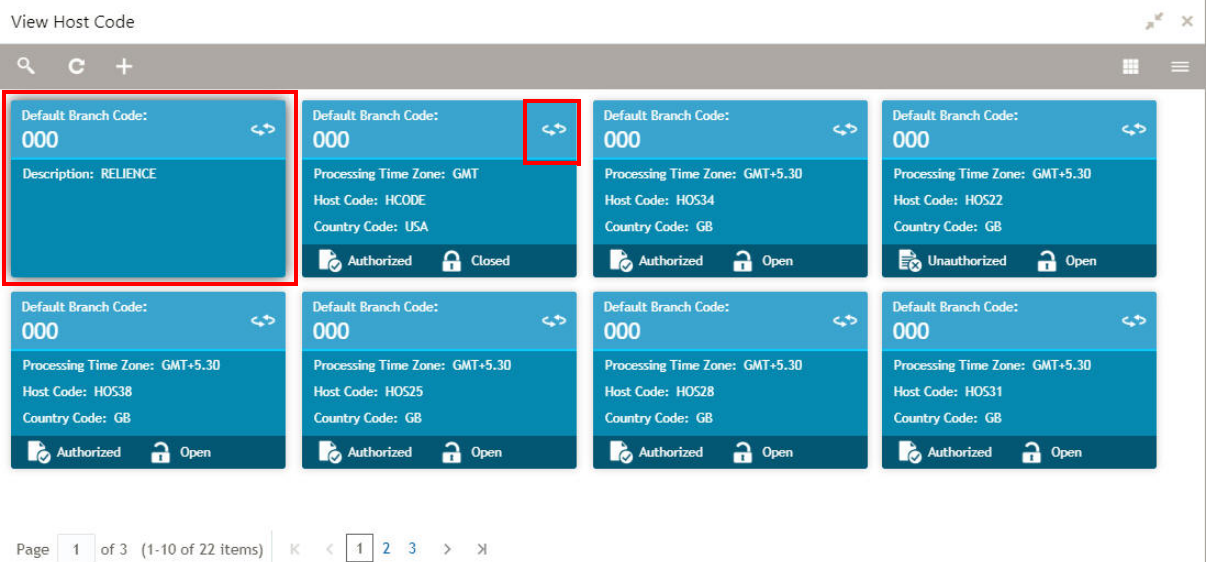 View Host Code
Default Branch Code:
000
Description: RELIENCE
Default Branch Code:
000
Processing Time Zone: GMT
Host Code: HCODE
Country Code: USA
Authorized Closed
Default Branch Code:
000
Processing Time Zone: GMT+5.30
Host Code: HOS34
Country Code: GB
Authorized Open
Default Branch Code:
000
Processing Time Zone: GMT+5.30
Host Code: HOS22
Country Code: GB
Unauthorized Open
Default Branch Code:
000
Processing Time Zone: GMT+5.30
Host Code: HOS38
Country Code: GB
Authorized Open
Default Branch Code:
000
Processing Time Zone: GMT+5.30
Host Code: HOS25
Country Code: GB
Authorized Open
Default Branch Code:
000
Processing Time Zone: GMT+5.30
Host Code: HOS28
Country Code: GB
Authorized Open
Default Branch Code:
000
Processing Time Zone: GMT+5.30
Host Code: HOS31
Country Code: GB
Authorized Open
Page 1 of 3 (1-10 of 22 items) 1 2 3